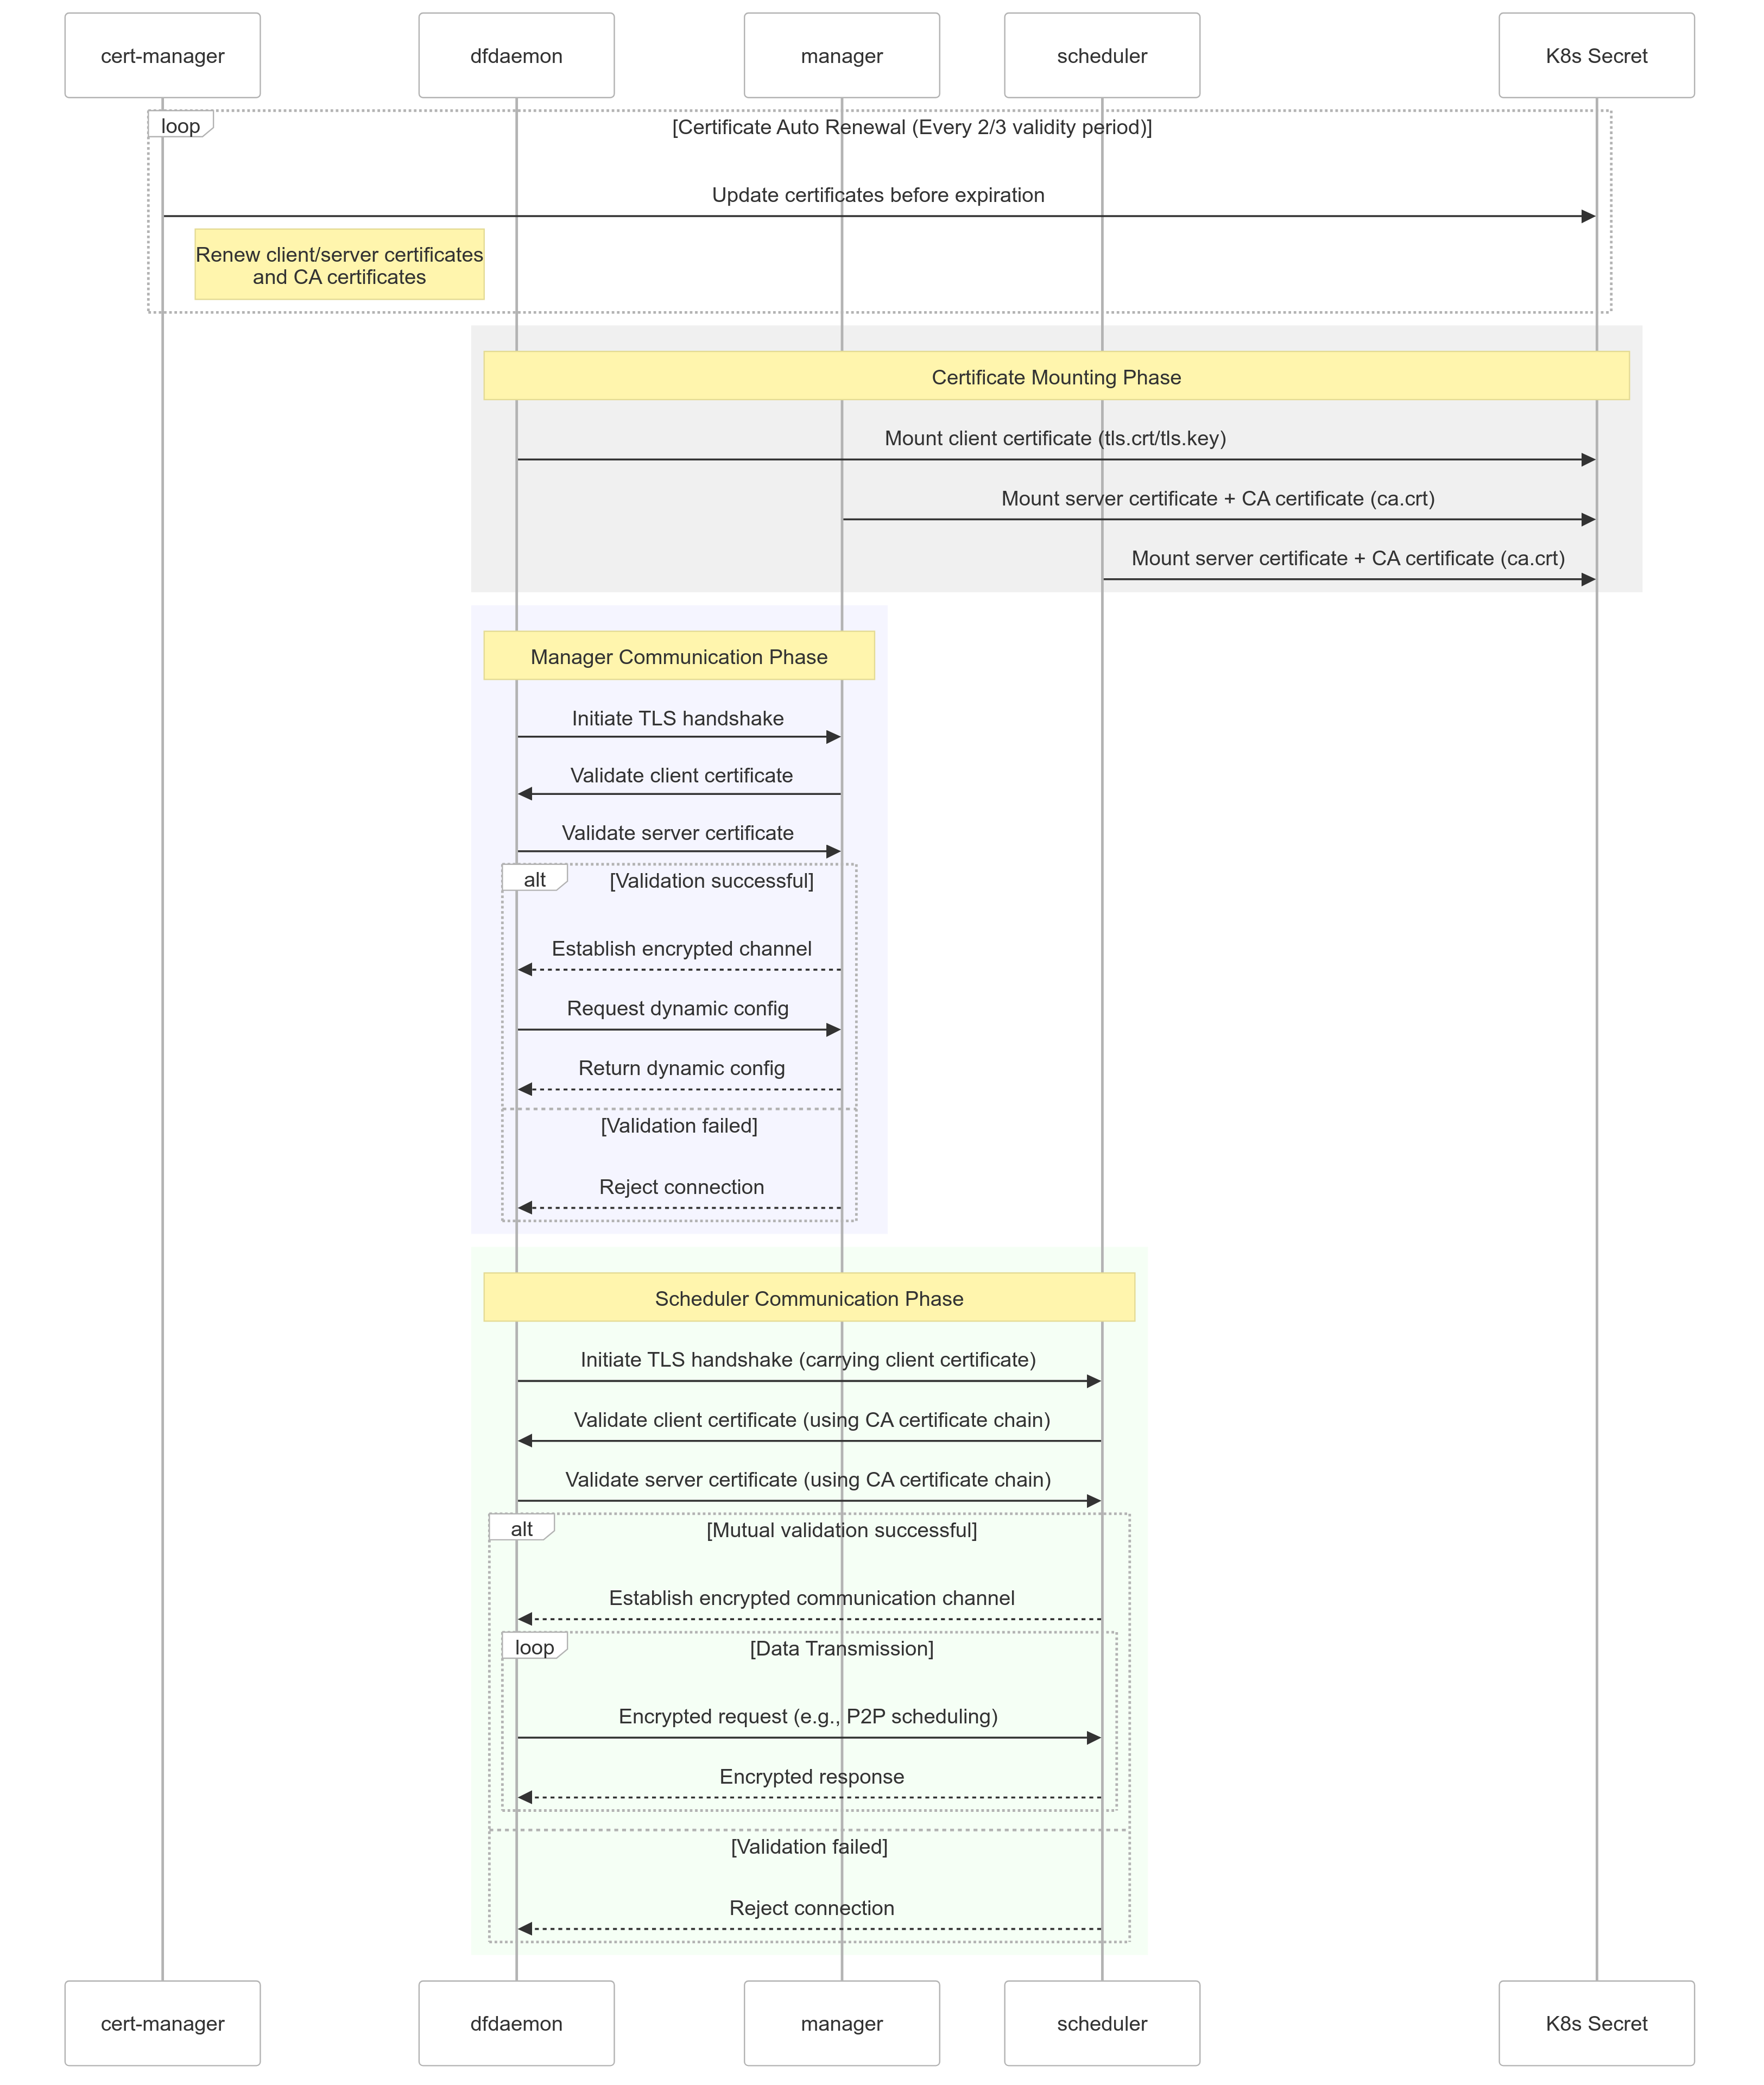 cert-manager
dfdaemon
manager
scheduler
K8s Secret
loop
[Certificate Auto Renewal (Every 2/3 validity period)]
Update certificates before expiration
Renew client/server certificates
and CA certificates
Certificate Mounting Phase
Mount client certificate (tls.crt/tls.key)
Mount server certificate + CA certificate (ca.crt)
Mount server certificate + CA certificate (ca.crt)
Manager Communication Phase
Initiate TLS handshake
Validate client certificate
Validate server certificate
alt
[Validation successful]
Establish encrypted channel
Request dynamic config
Return dynamic config
[Validation failed]
Reject connection
Scheduler Communication Phase
Initiate TLS handshake (carrying client certificate)
Validate client certificate (using CA certificate chain)
Validate server certificate (using CA certificate chain)
alt
[Mutual validation successful]
Establish encrypted communication channel
loop
[Data Transmission]
Encrypted request (e.g., P2P scheduling)
Encrypted response
[Validation failed]
Reject connection
cert-manager
dfdaemon
manager
scheduler
K8s Secret